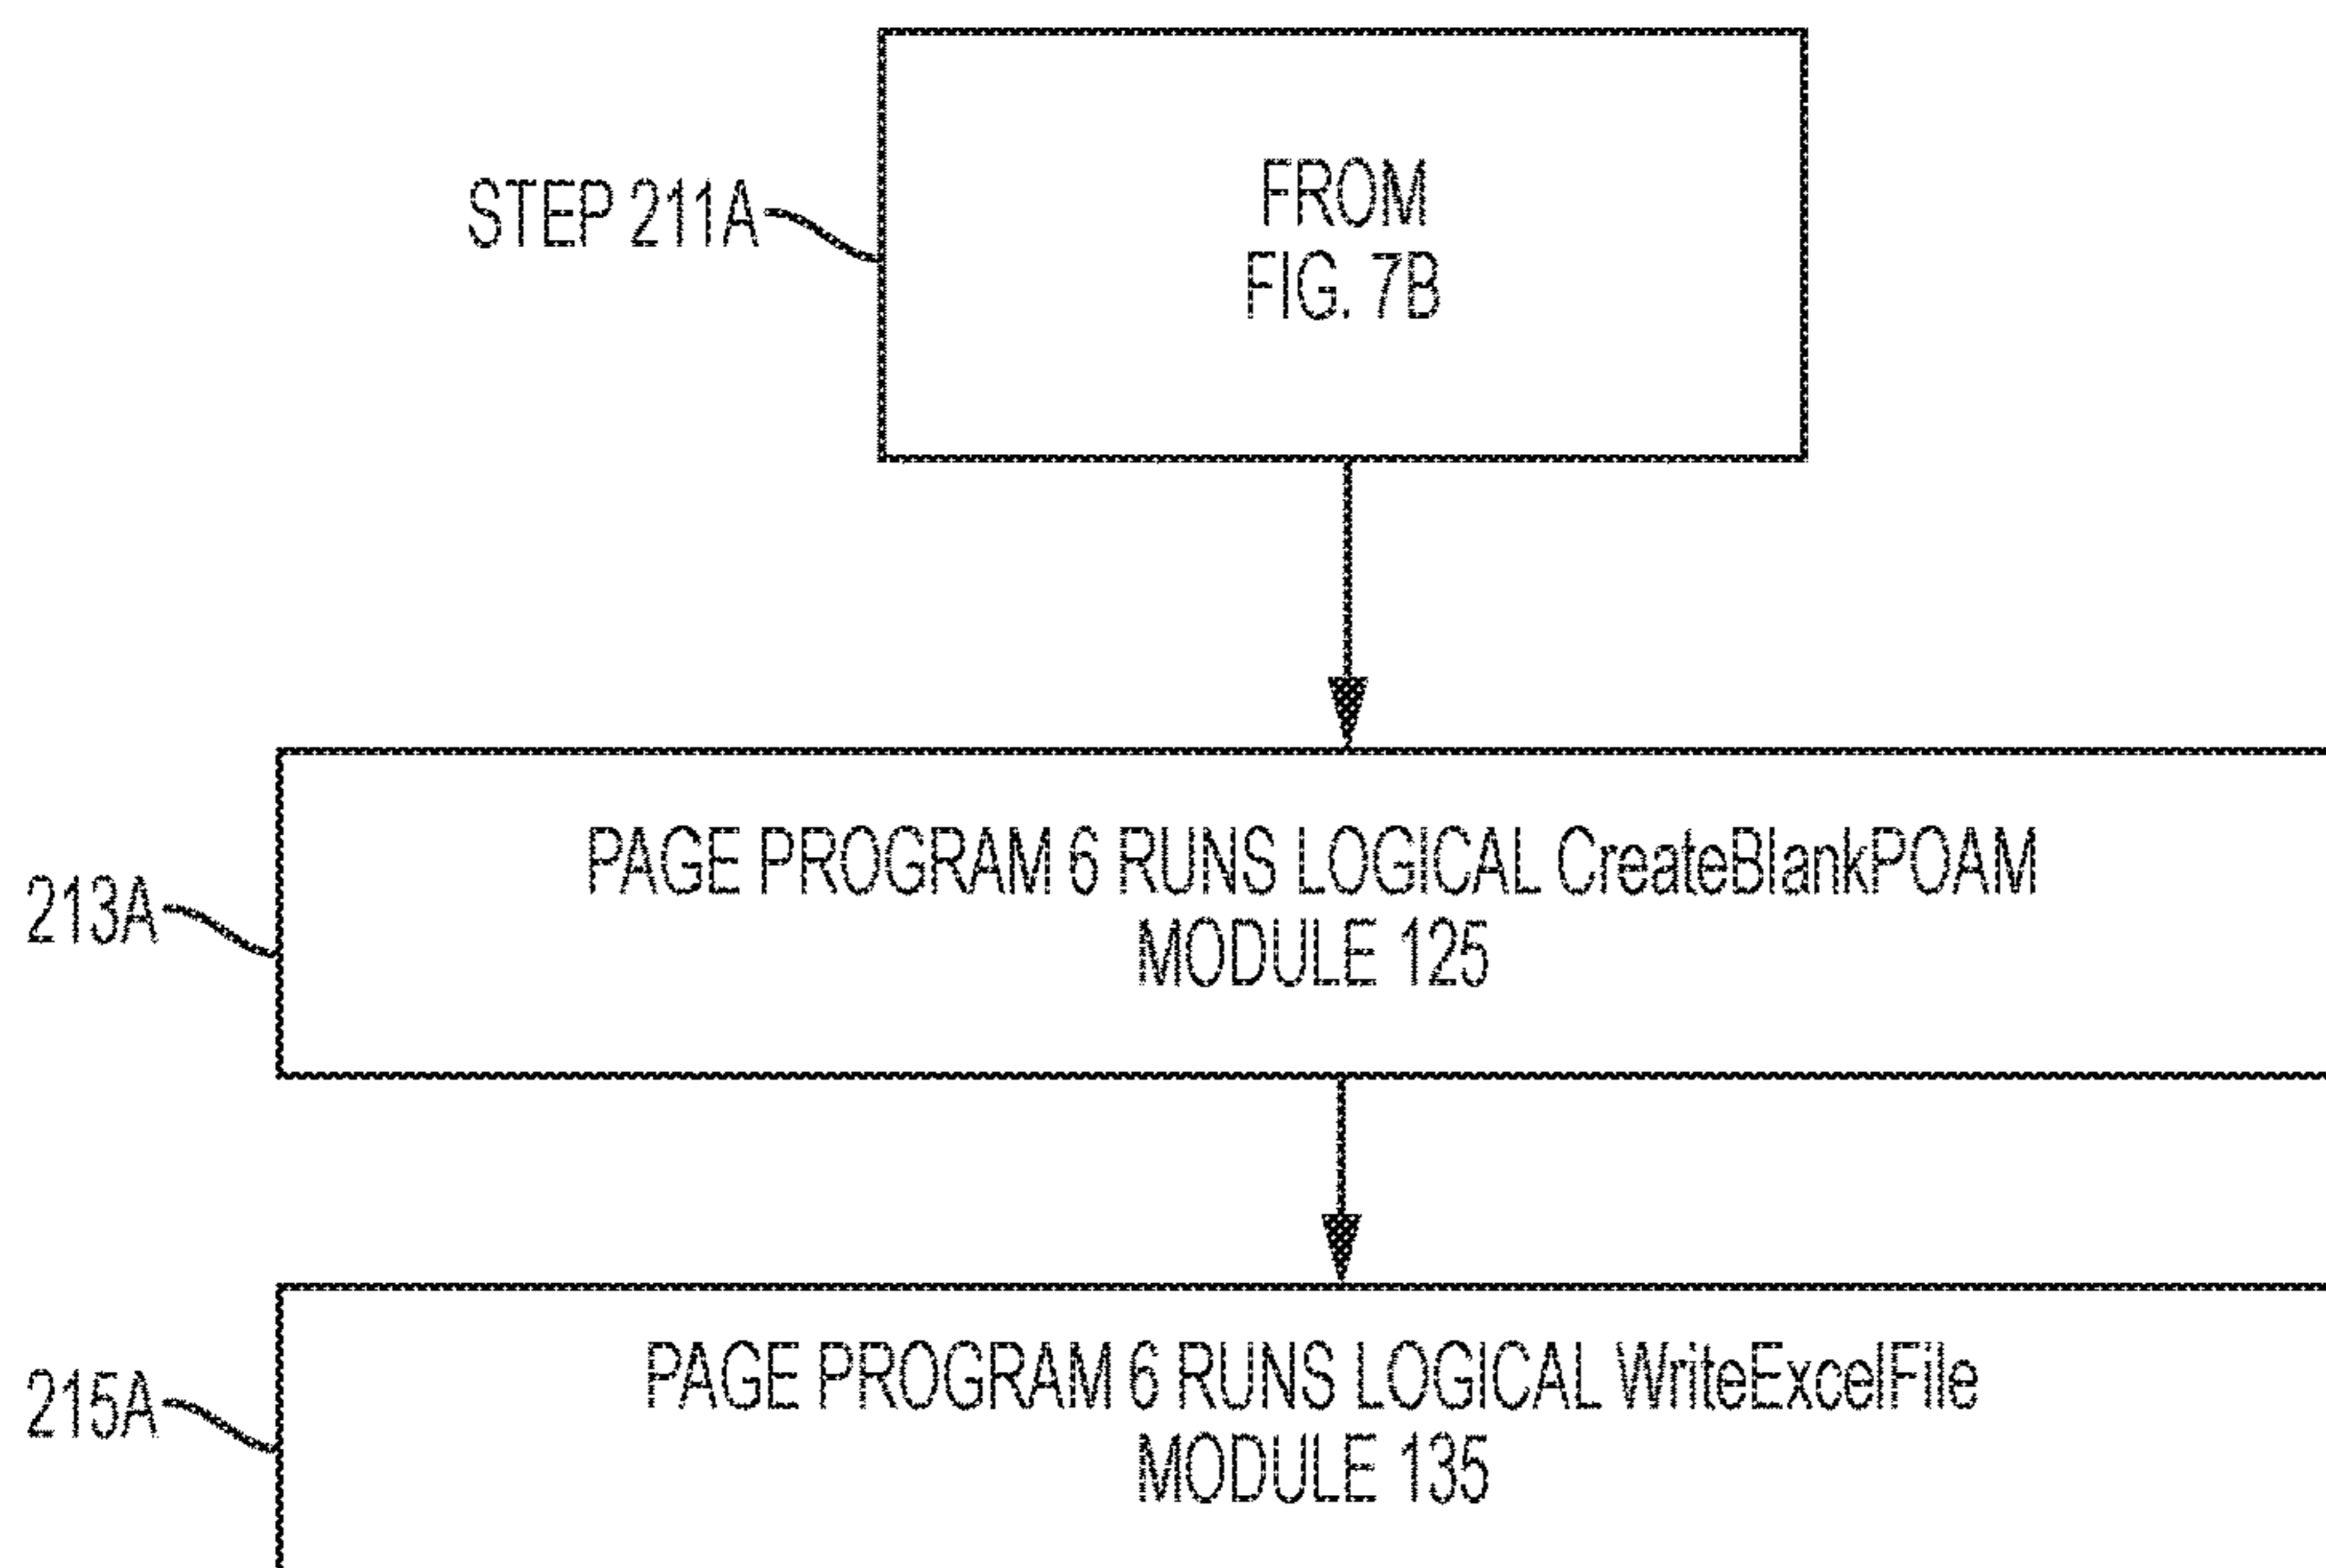 FROM
STEP 211A
FIG. 7B
PAGE PROGRAM 6 RUNS LOGICAL CreateBlankPOAM
213A
MODULE 125
PAGE PROGRAM 6 RUNS LOGICAL WriteExcelFile
215A
MODULE 135